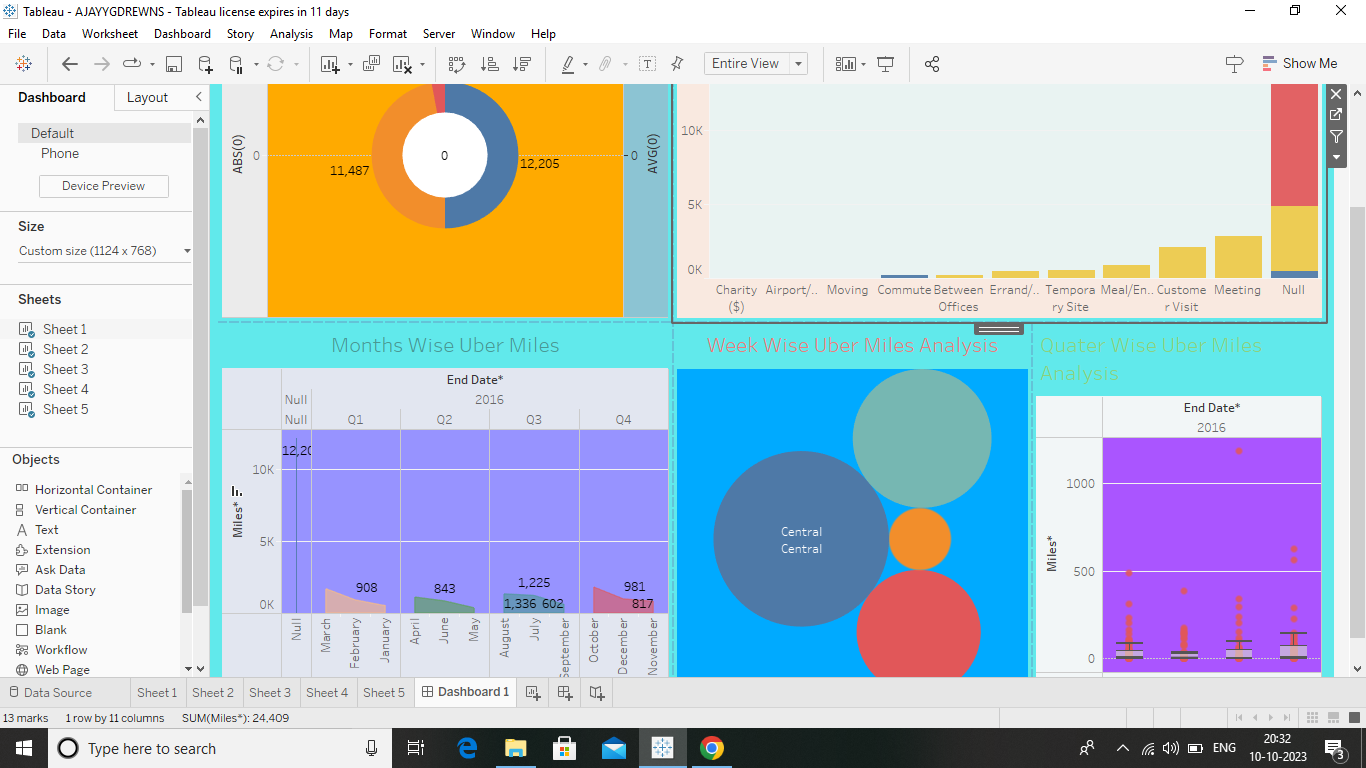 Tableau - AJAYYGDREWNS - Tableau license expires in 11 days
File Data Worksheet Dashboard Story Analysis Map Format Server Window Help
Entire View
Show Me
Dashboard Layout
Default
Phone
Device Preview
Size
Custom size (1124 x 768)
Sheets
Sheet 1
Sheet 2
Sheet 3
Sheet 4
Sheet 5
Objects
Horizontal Container
Vertical Container
Text
Extension
Ask Data
Data Story
Image
Blank
Workflow
Web Page
ABS(0)
0
11,487
0
12,205
0
AVG(0)
10K
5K
0K
Charity ($)
Airport/..
Moving
Commute
Between Offices
Errand/..
Tempora ry Site
Meal/En..
Custome r Visit
Meeting
Null
Months Wise Uber Miles
End Date*
Null 2016
Null Q1 Q2 Q3 Q4
Miles*
10K
5K
0K
12,20
908
843
1,225
1,336 602
981
817
Null
March
February
January
April
June
May
August
July
September
October
December
November
Week Wise Uber Miles Analysis
Central
Central
Quater Wise Uber Miles
Analysis
End Date*
2016
Miles*
1000
500
0
Data Source Sheet 1 Sheet 2 Sheet 3 Sheet 4 Sheet 5 Dashboard 1
13 marks 1 row by 11 columns SUM(Miles*): 24,409
Type here to search
ENG
20:32
10-10-2023
3